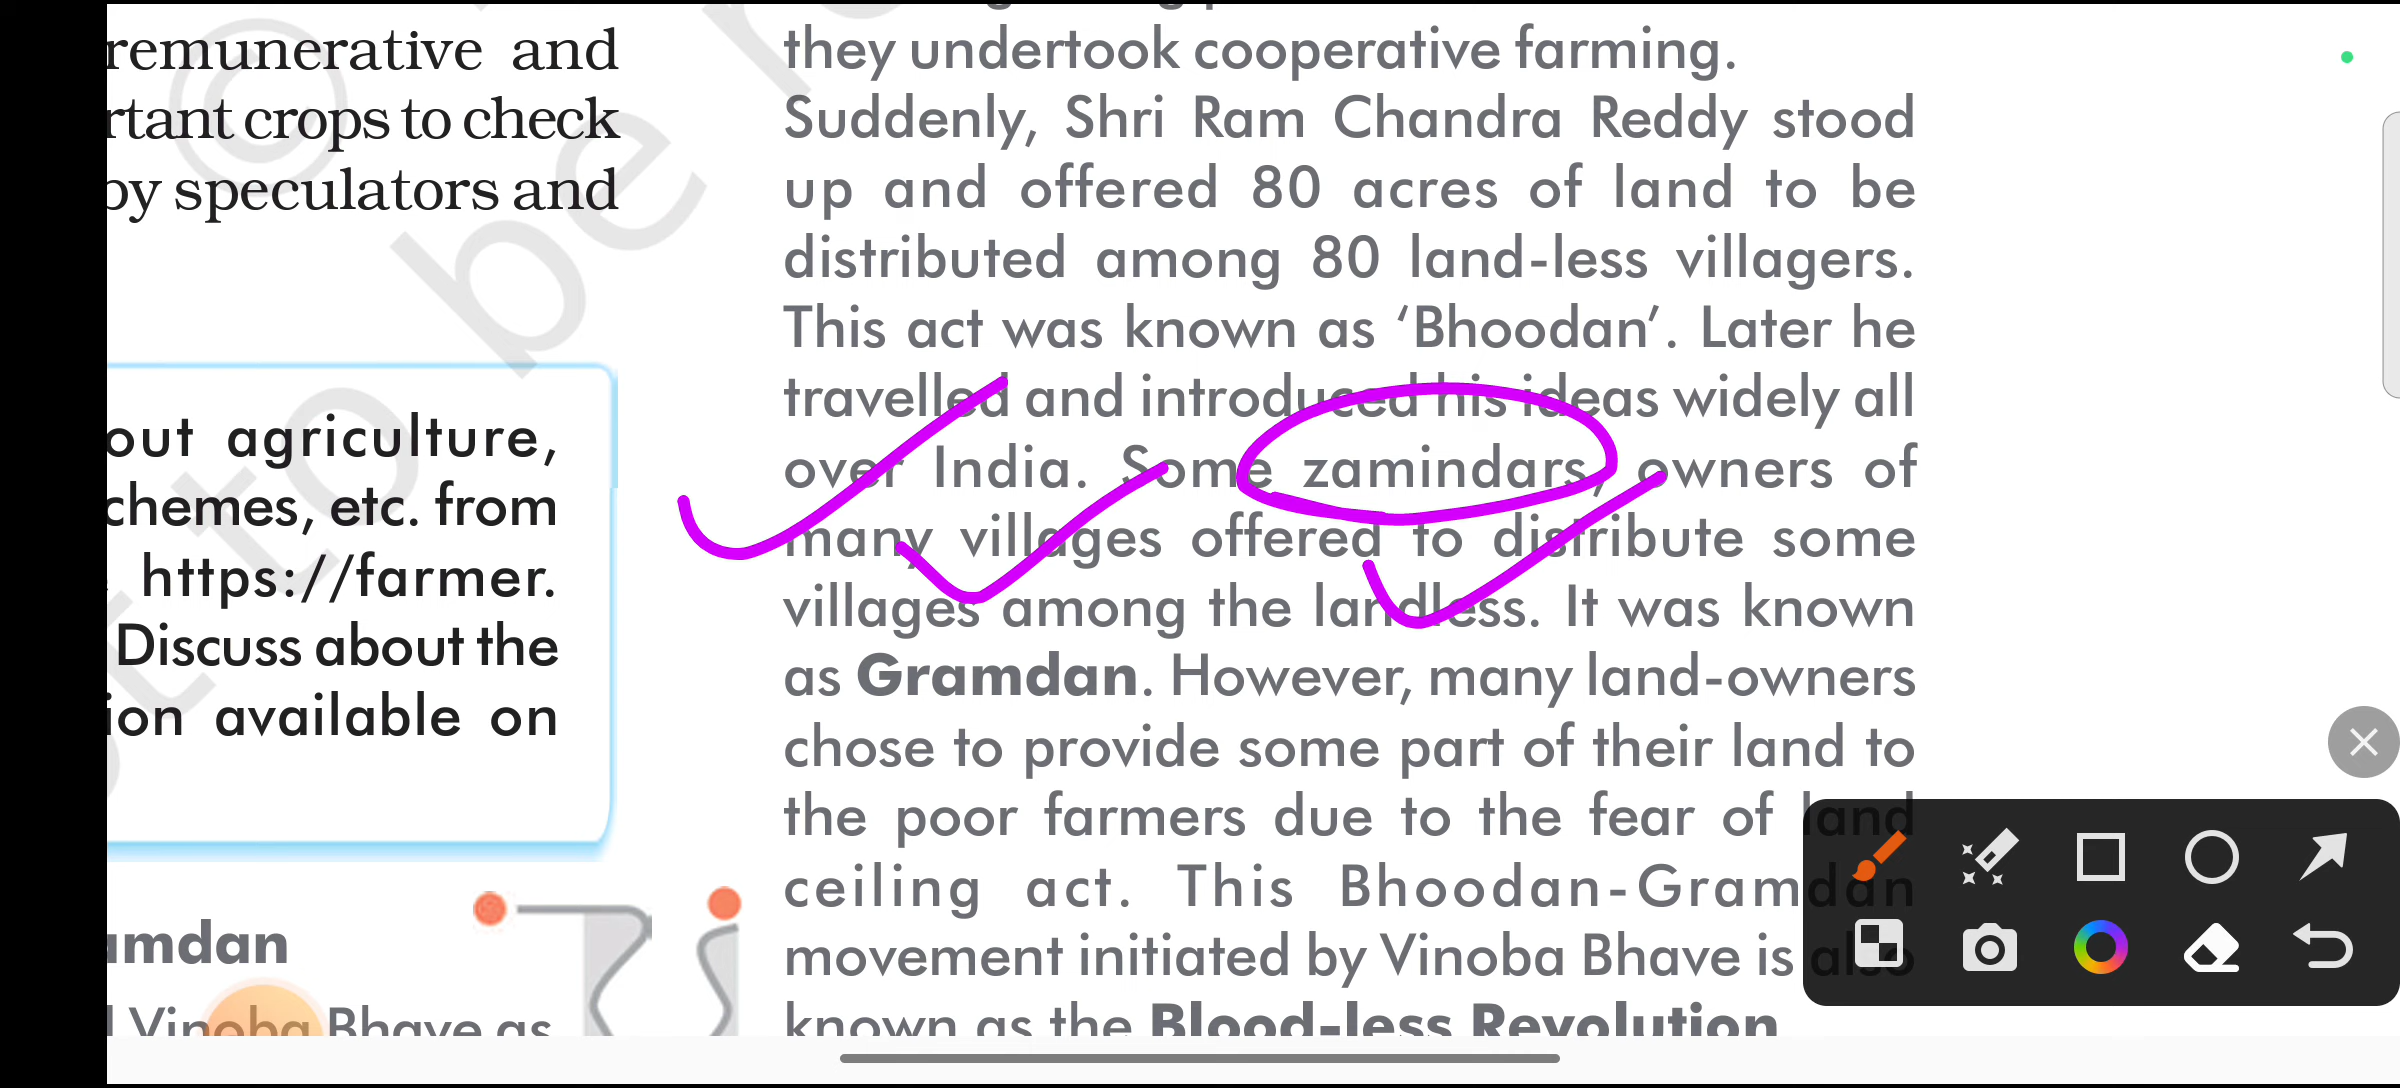 remunerative and
rtant crops to check
by speculators and
out agriculture,
chemes, etc. from
https://farmer.
Discuss about the
ion available on
amdan
Vinoba Bhave as
they undertook cooperative farming.
Suddenly, Shri Ram Chandra Reddy stood
up and offered 80 acres of land to be
distributed among 80 land-less villagers.
This act was known as ‘Bhoodan’. Later he
travelled and introduced his ideas widely all
over India. Some zamindars, owners of
many villages offered to distribute some
villages among the landless. It was known
as Gramdan. However, many land-owners
chose to provide some part of their land to
the poor farmers due to the fear of land
ceiling act. This Bhoodan-Gramdan
movement initiated by Vinoba Bhave is also
known as the Blood-less Revolution
© 
to be r